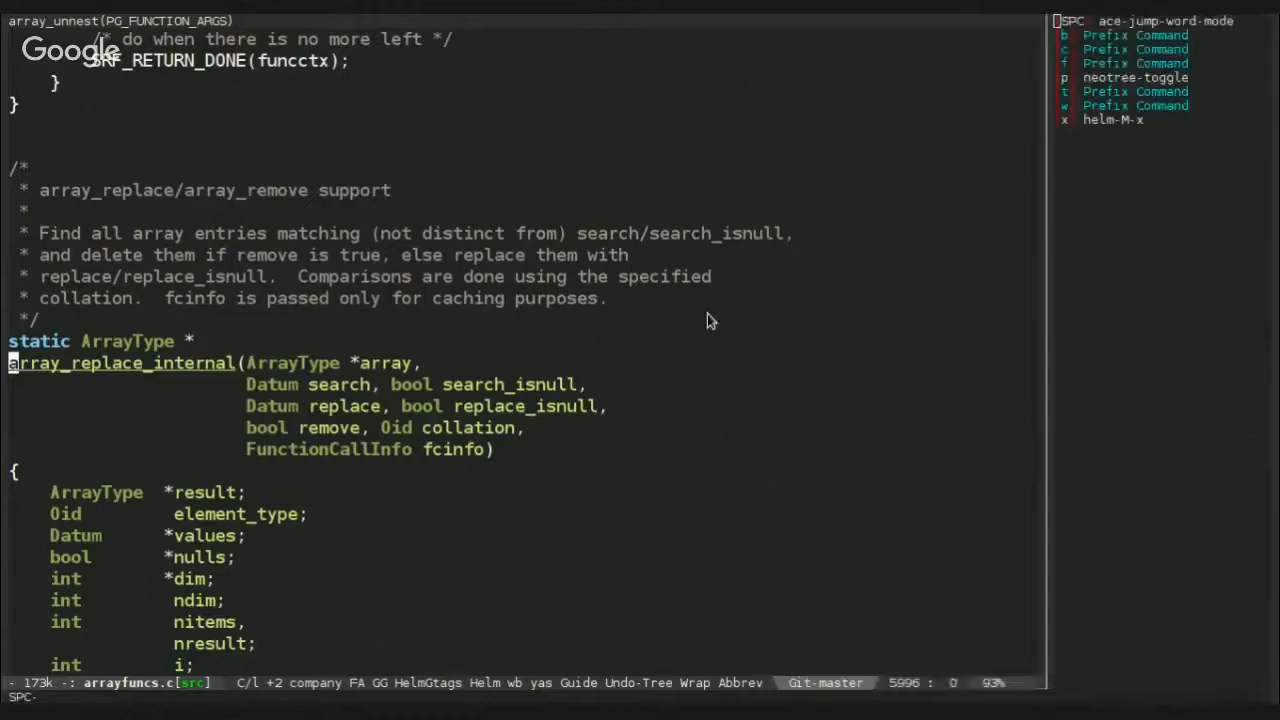 array_unnest(PG_FUNCTION_ARGS)
/* do when there is no more left */
Google
SRF_RETURN_DONE(funcctx);
}
}
/*
* array_replace/array_remove support
*
* Find all array entries matching (not distinct from) search/search_isnull,
* and delete them if remove is true, else replace them with
* replace/replace_isnull.  Comparisons are done using the specified
* collation.  fcinfo is passed only for caching purposes.
*/
static ArrayType *
array_replace_internal(ArrayType *array,
Datum search, bool search_isnull,
Datum replace, bool replace_isnull,
bool remove, Oid collation,
FunctionCallInfo fcinfo)
{
ArrayType *result;
Oid element_type;
Datum *values;
bool *nulls;
int *dim;
int ndim;
int nitems,
nresult;
int i;
- 173k -: arrayfuncs.c[src] C/l +2 company FA GG HelmGtags Helm wb yas Guide Undo-Tree Wrap Abbrev Git-master 5996 : 0 93%
SPC-
SPC ace-jump-word-mode
b Prefix Command
c Prefix Command
f Prefix Command
p neotree-toggle
t Prefix Command
w Prefix Command
x helm-M-x